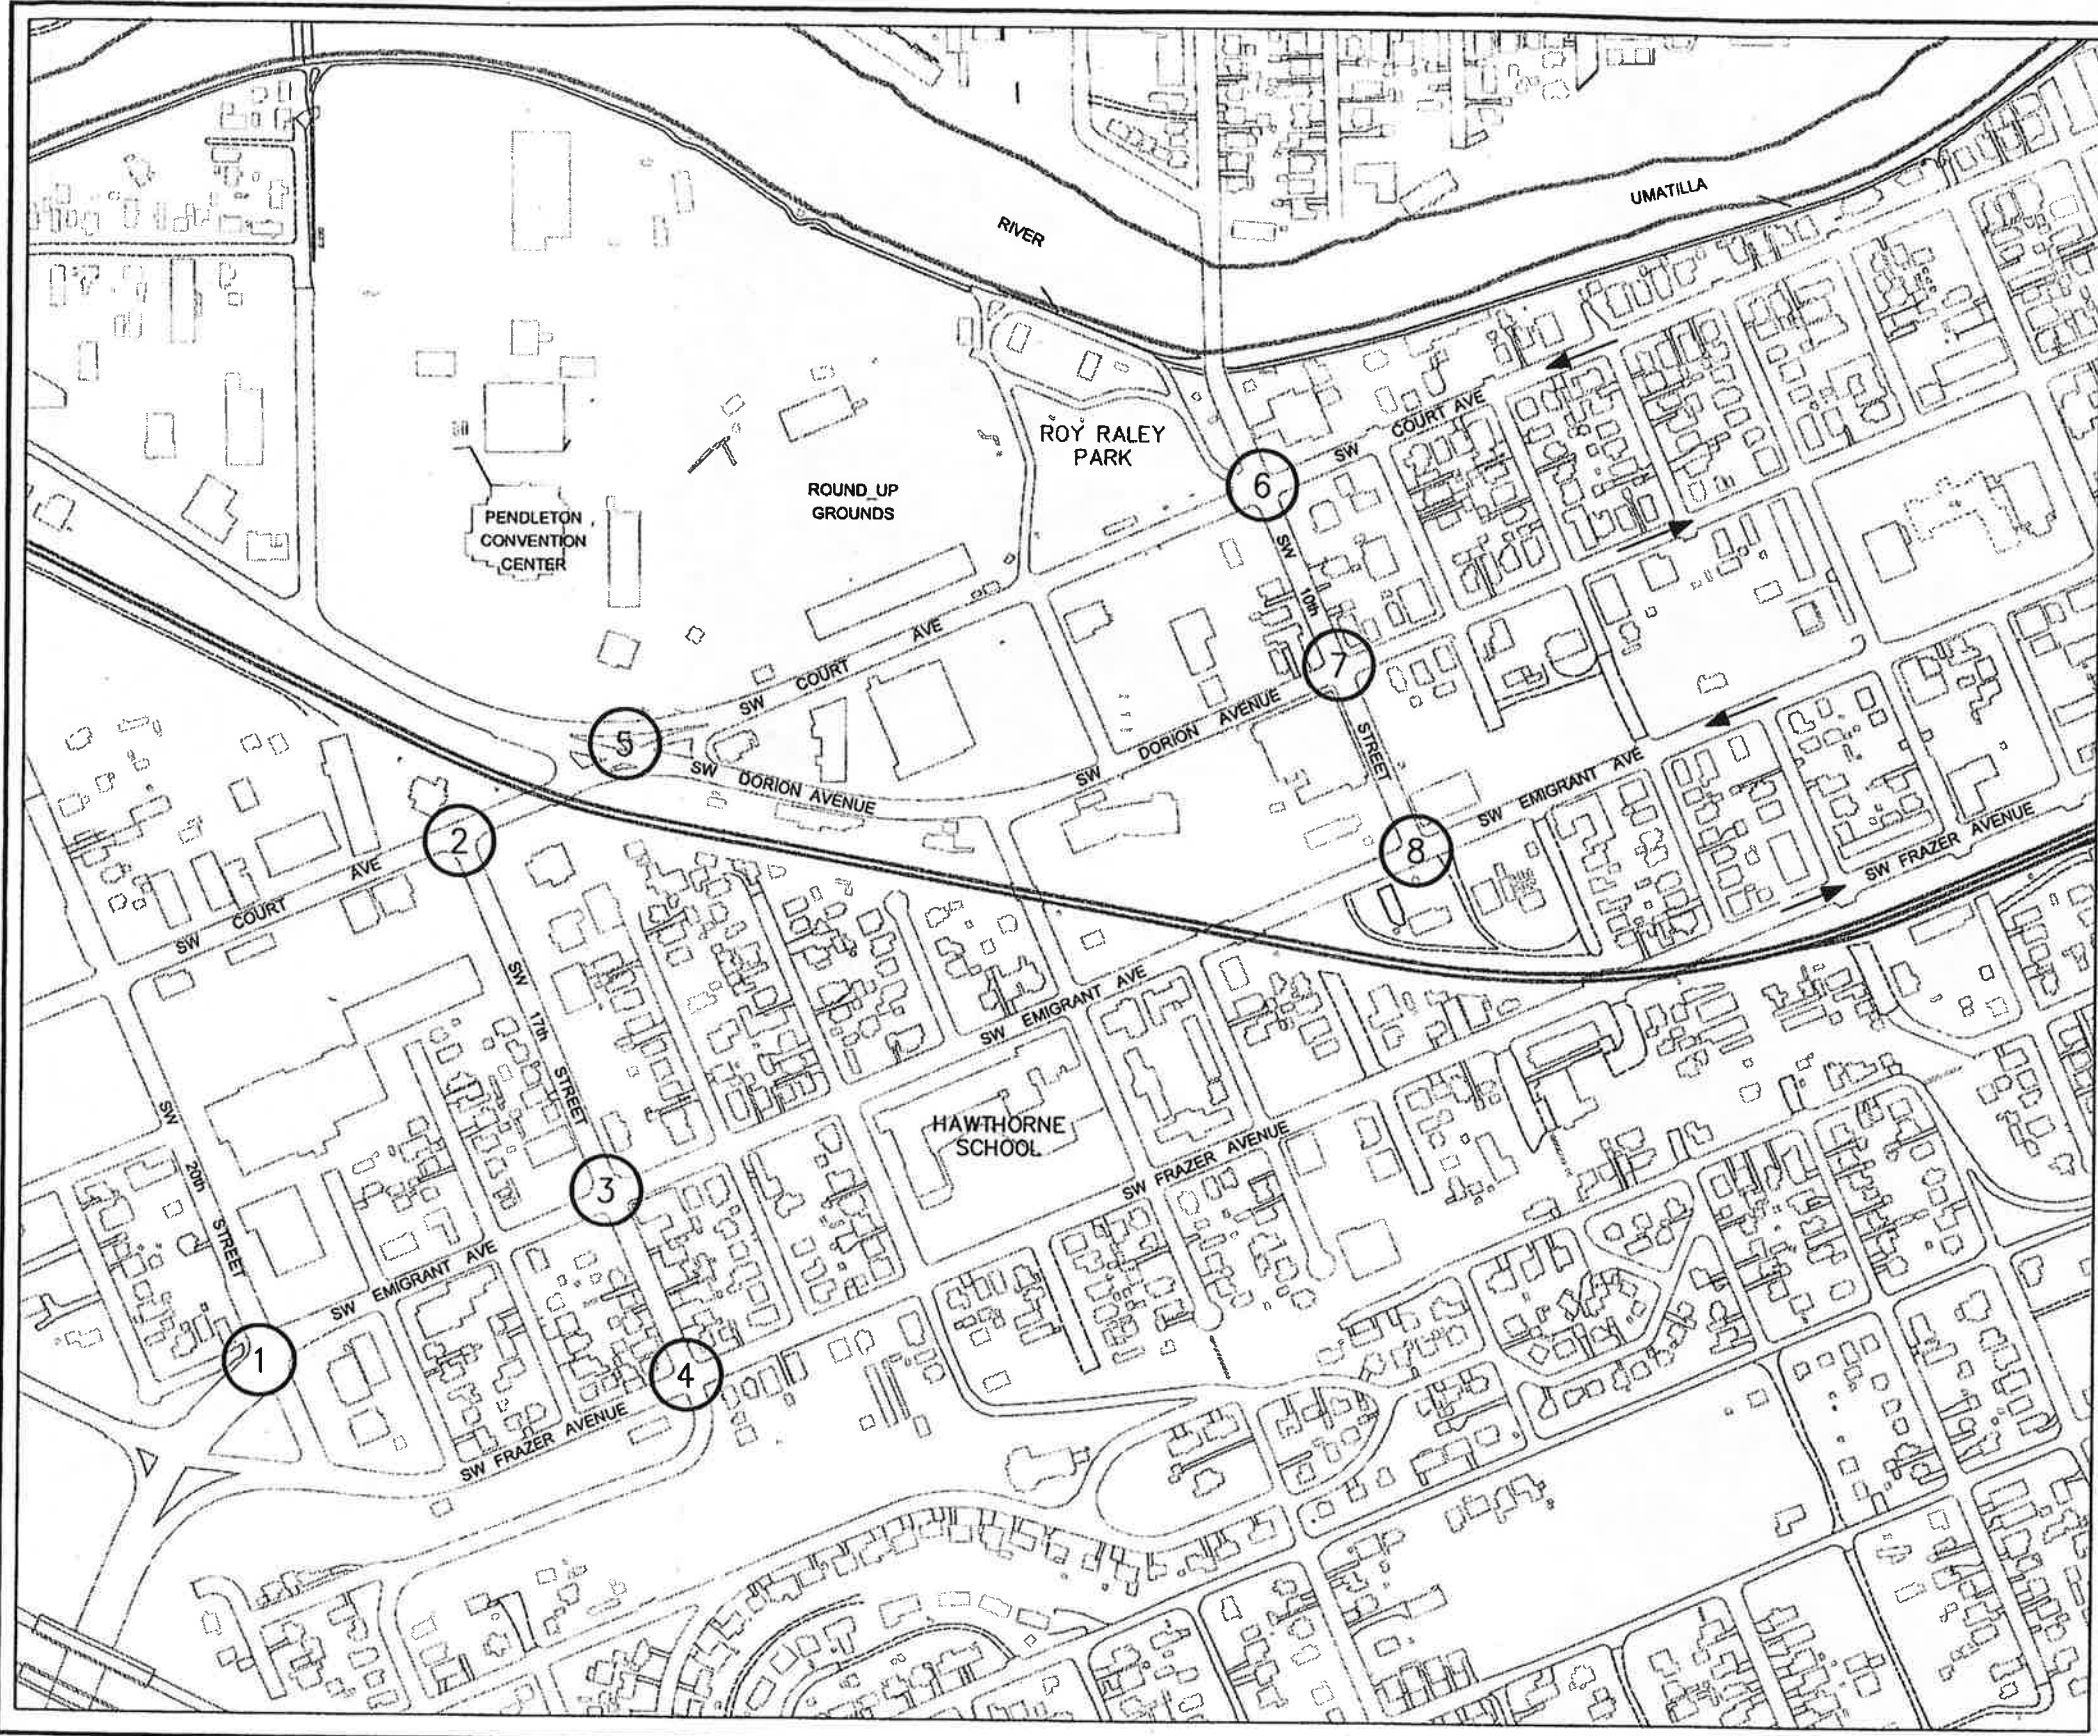 UMATILLA
RIVER
SW COURT AVE
ROY RALEY
PARK
6
ROUND_UP
GROUNDS
PENDLETON
CONVENTION
CENTER
SW 10th STREET
SW COURT AVE
7
5
SW DORION AVENUE
SW DORION AVENUE
SW EMIGRANT AVE
2
8
SW FRAZER AVENUE
SW COURT AVE
SW 17th STREET
SW EMIGRANT AVE
HAWTHORNE
SCHOOL
SW 20th STREET
3
SW FRAZER AVENUE
SW EMIGRANT AVE
1
4
SW FRAZER AVENUE